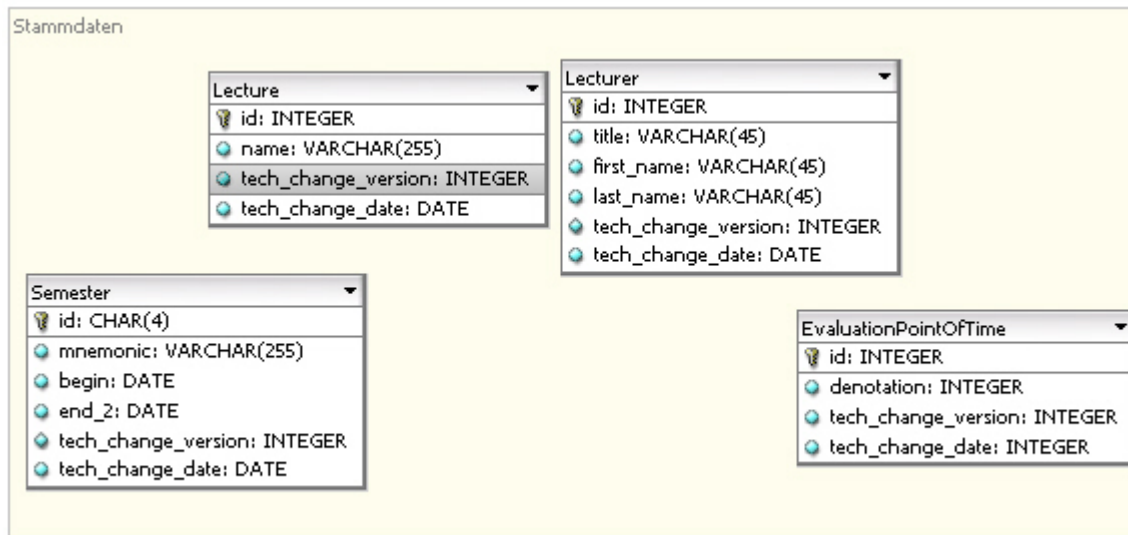 Stammdaten
Lecture
id: INTEGER
name: VARCHAR(255)
tech_change_version: INTEGER
tech_change_date: DATE
Lecturer
id: INTEGER
title: VARCHAR(45)
first_name: VARCHAR(45)
last_name: VARCHAR(45)
tech_change_version: INTEGER
tech_change_date: DATE
Semester
id: CHAR(4)
mnemonic: VARCHAR(255)
begin: DATE
end_2: DATE
tech_change_version: INTEGER
tech_change_date: DATE
EvaluationPointOfTime
id: INTEGER
denotation: INTEGER
tech_change_version: INTEGER
tech_change_date: INTEGER